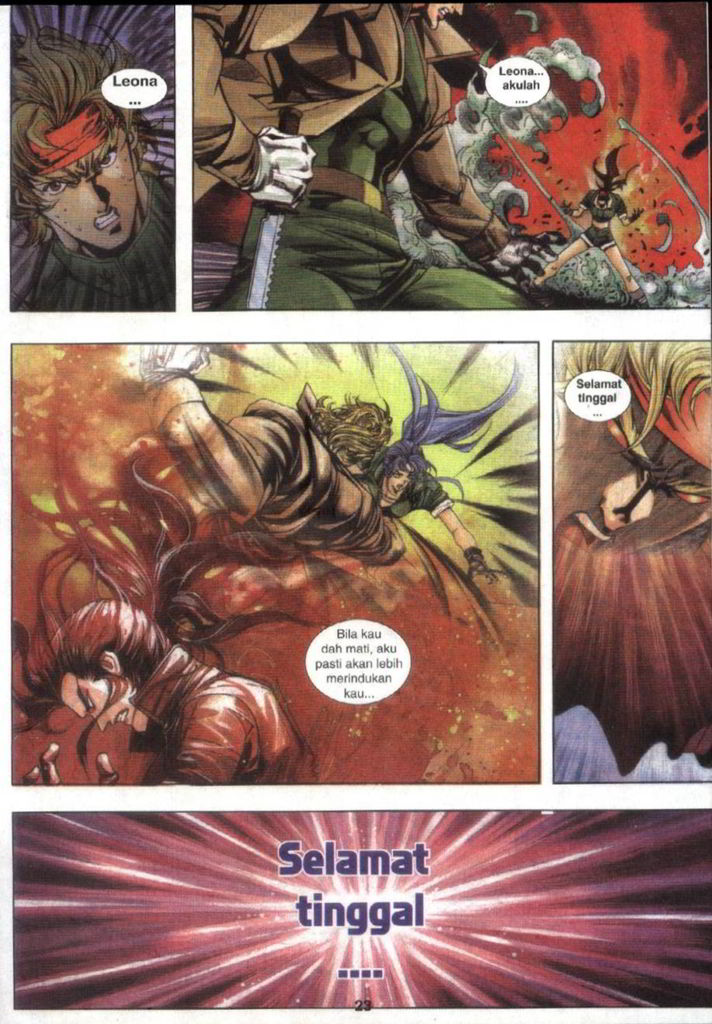 Leona
...
Leona...
akulah
....
Bila kau
dah mati, aku
pasti akan lebih
merindukan
kau...
Selamat
tinggal
...
Selamat
tinggal
....
23